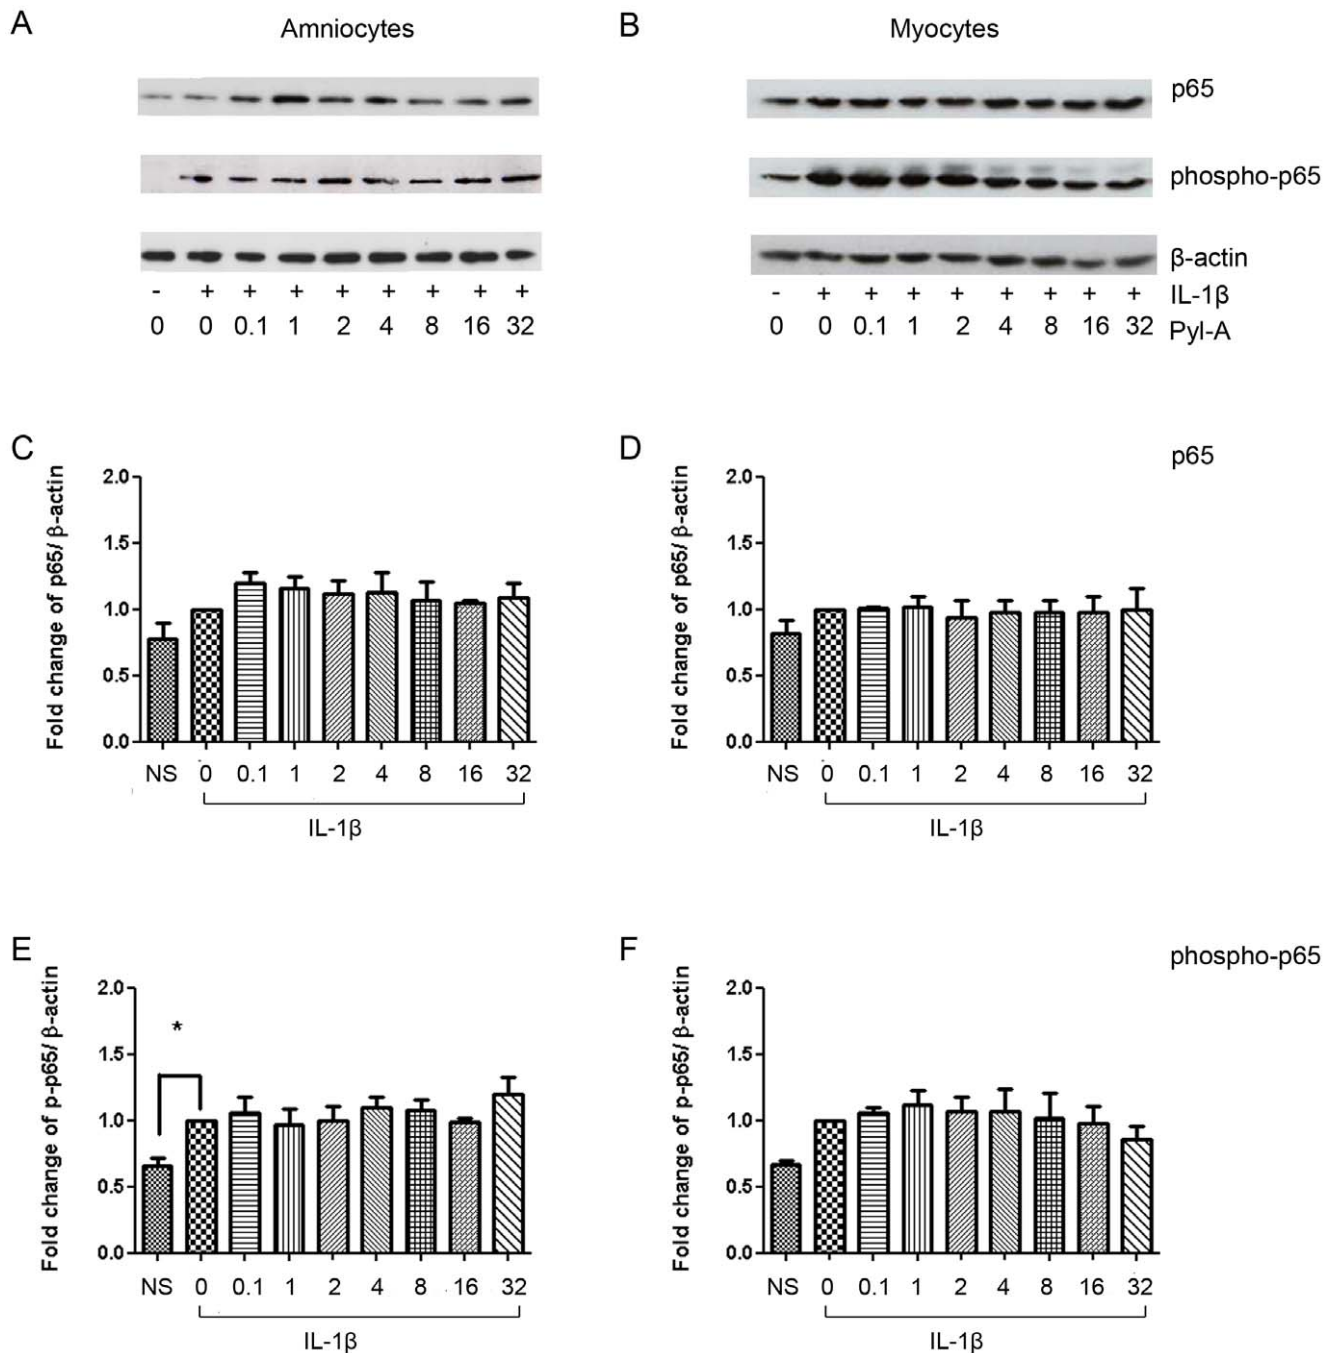 A Amniocytes B Myocytes
p65
phospho-p65
β-actin
- + + + + + + + + - + + + + + + + + IL-1β
0 0 0.1 1 2 4 8 16 32 0 0 0.1 1 2 4 8 16 32 Pyl-A
C D p65
Fold change of p65/ β-actin
2.0
1.5
1.0
0.5
0.0
NS 0 0.1 1 2 4 8 16 32
IL-1β
Fold change of p65/ β-actin
2.0
1.5
1.0
0.5
0.0
NS 0 0.1 1 2 4 8 16 32
IL-1β
E F phospho-p65
Fold change of p-p65/ β-actin
2.0
1.5
1.0
0.5
0.0
*
NS 0 0.1 1 2 4 8 16 32
IL-1β
Fold change of p-p65/ β-actin
2.0
1.5
1.0
0.5
0.0
NS 0 0.1 1 2 4 8 16 32
IL-1β